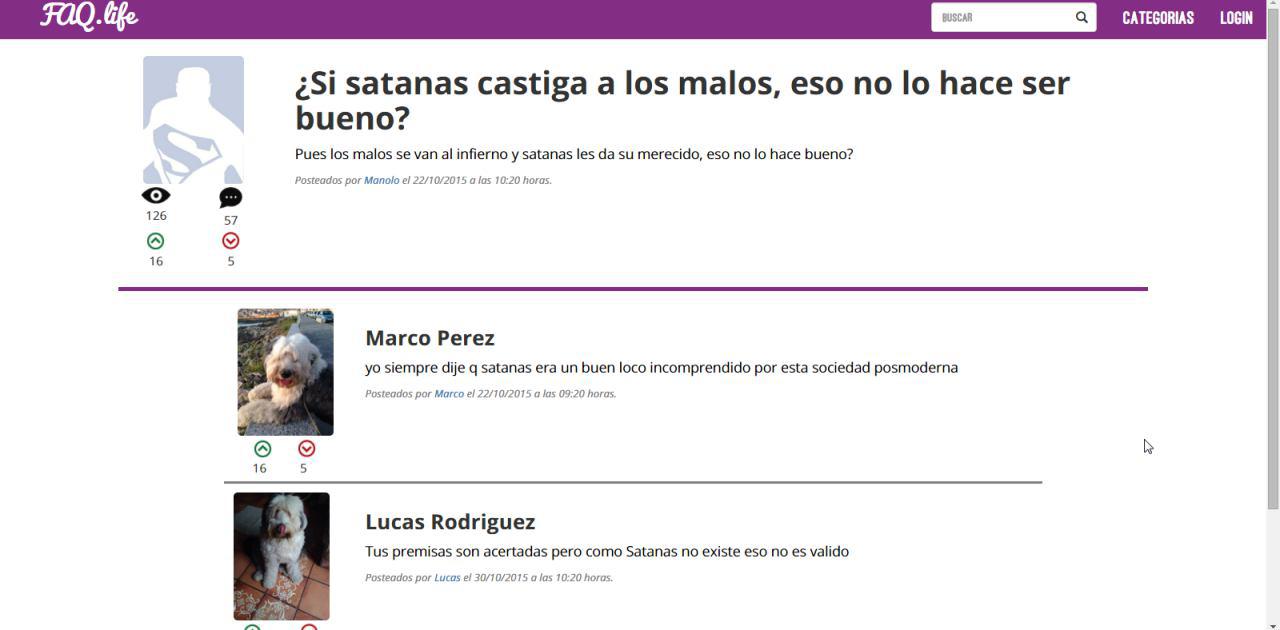 FAQ.life
BUSCAR
CATEGORIAS
LOGIN
¿Si satanas castiga a los malos, eso no lo hace ser
bueno?
Pues los malos se van al infierno y satanas les da su merecido, eso no lo hace bueno?
Posteados por Manolo el 22/10/2015 a las 10:20 horas.
126
57
16
5
Marco Perez
yo siempre dije q satanas era un buen loco incomprendido por esta sociedad posmoderna
Posteados por Marco el 22/10/2015 a las 09:20 horas.
16
5
Lucas Rodriguez
Tus premisas son acertadas pero como Satanas no existe eso no es valido
Posteados por Lucas el 30/10/2015 a las 10:20 horas.